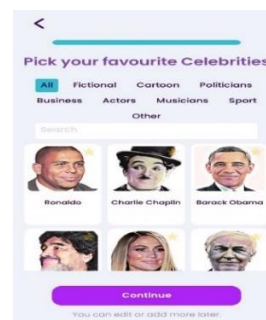 <
Pick your favourite Celebrities
All Fictional Cartoon Politicians
Business Actors Musicians Sport
Other
Search
Ronaldo Charlie Chaplin Barack Obama
Continue
You can edit or add more later.